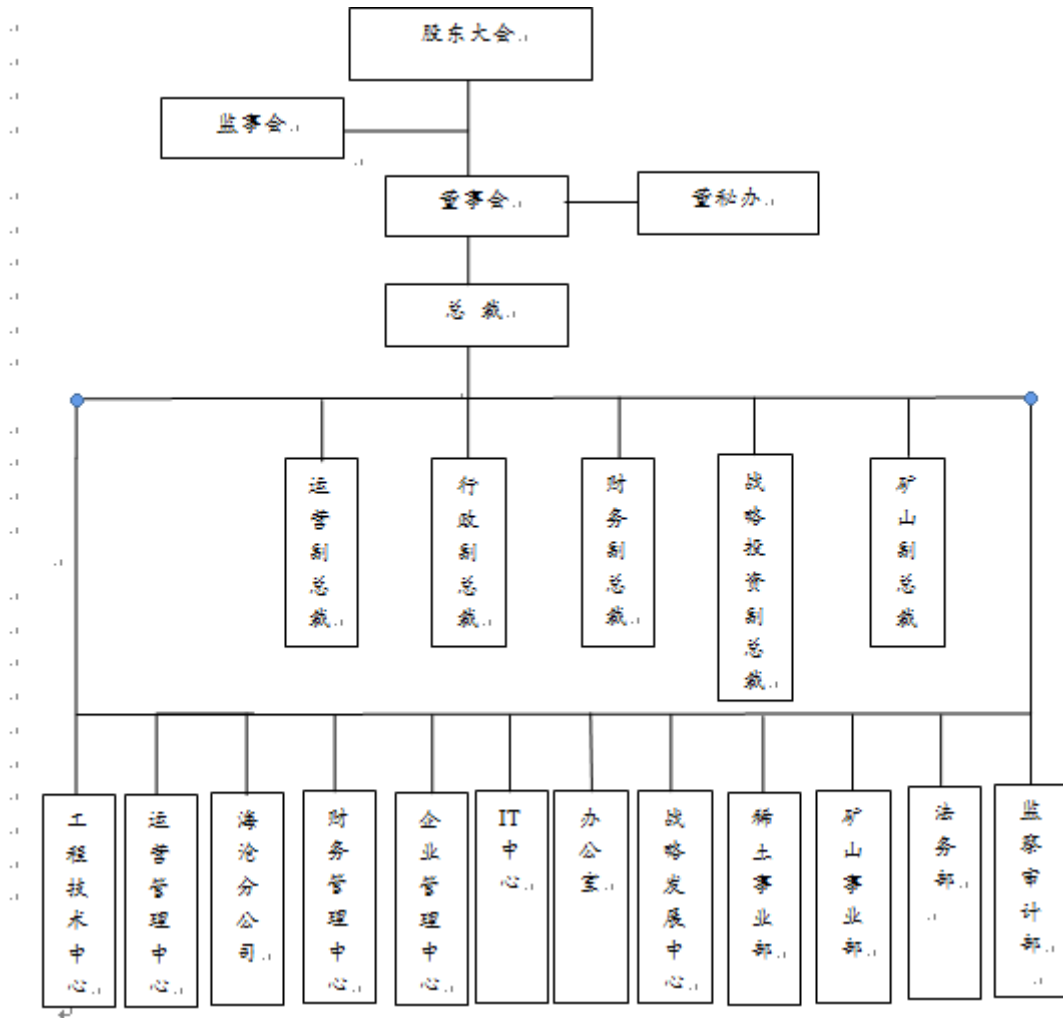 股东大会
监事会
董事会
董秘办
总 裁
运营副总裁
行政副总裁
财务副总裁
战略投资副总裁
矿山副总裁
工程技术中心
运营管理中心
海沧分公司
财务管理中心
企业管理中心
IT中心
办公室
战略发展中心
稀土事业部
矿山事业部
法务部
监察审计部